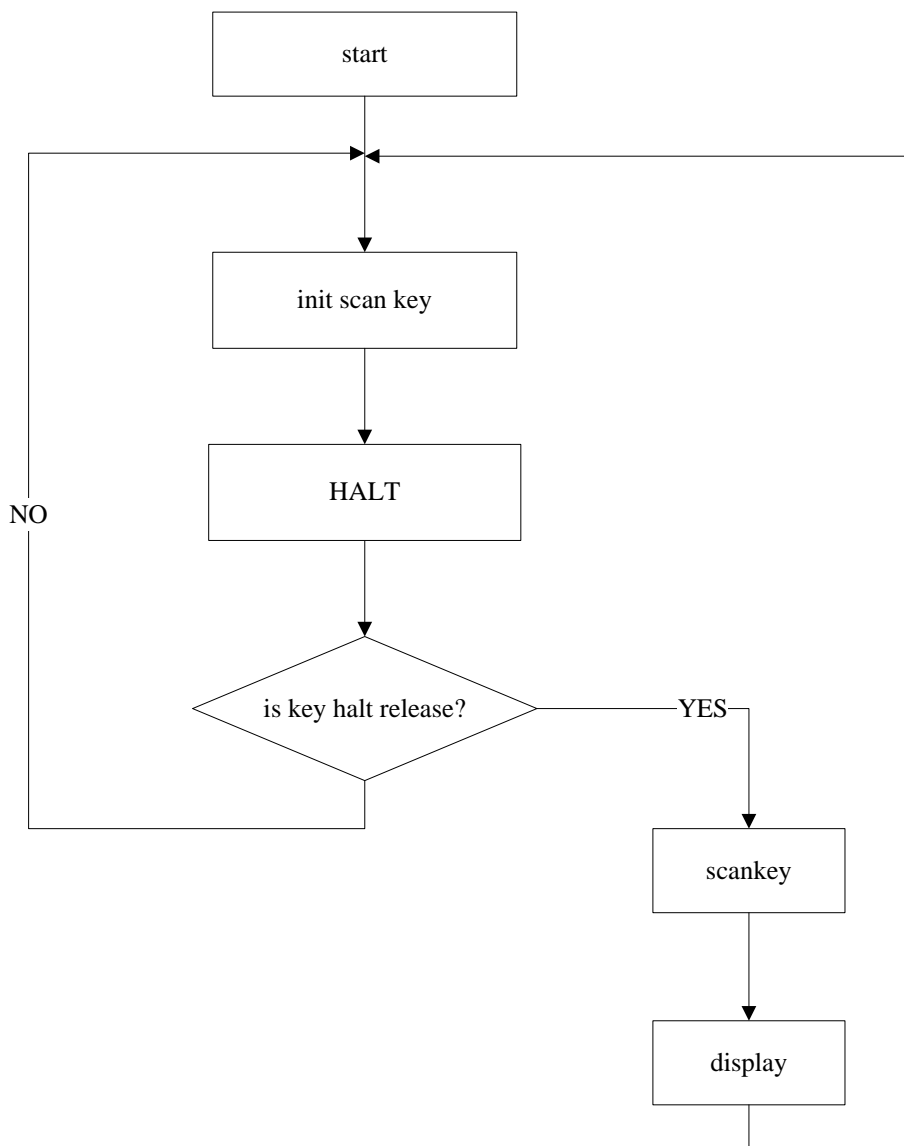 start
init scan key
HALT
NO
is key halt release?
YES
scankey
display